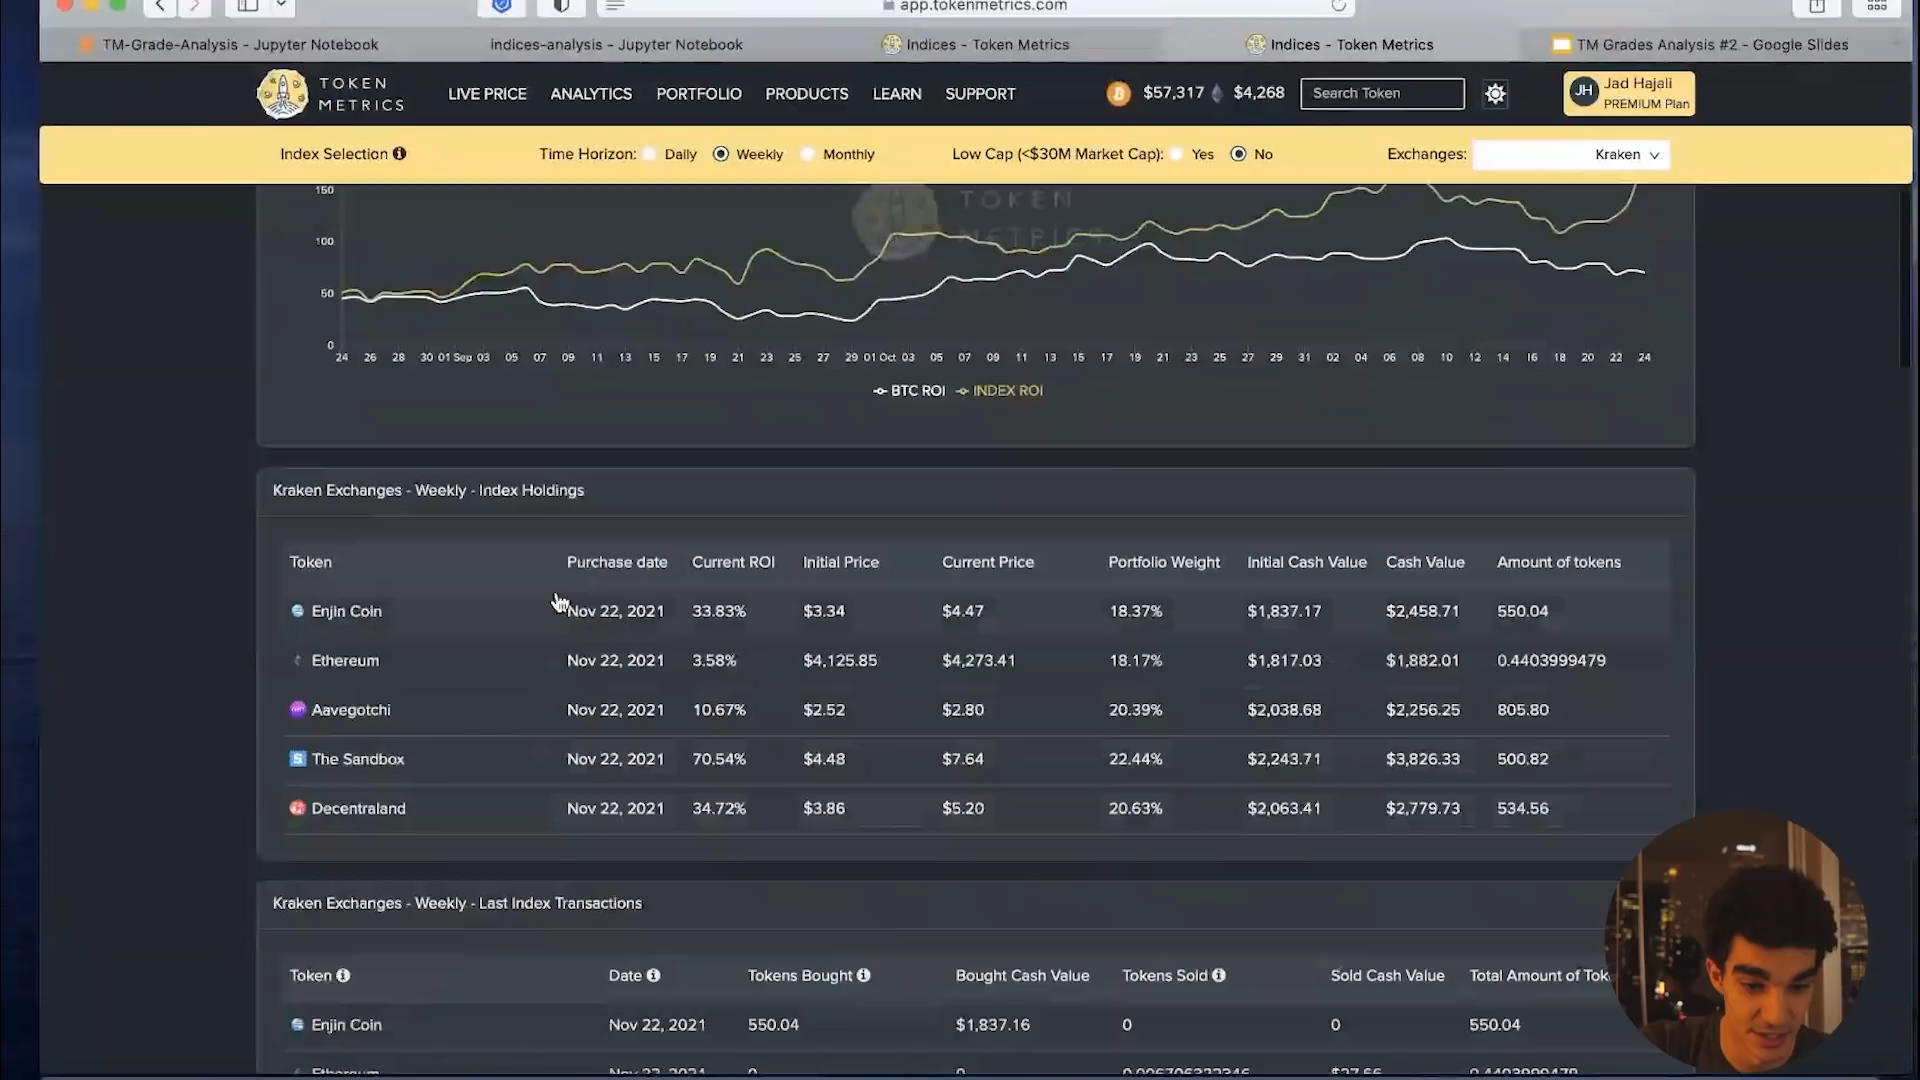 app.tokenmetrics.com
TM-Grade-Analysis - Jupyter Notebook
indices-analysis - Jupyter Notebook
Indices - Token Metrics
Indices - Token Metrics
TM Grades Analysis #2 - Google Slides
TOKEN METRICS
LIVE PRICE
ANALYTICS
PORTFOLIO
PRODUCTS
LEARN
SUPPORT
$57,317
$4,268
Search Token
JH
Jad Hajali
PREMIUM Plan
Index Selection
Time Horizon:
Daily
Weekly
Monthly
Low Cap (<$30M Market Cap):
Yes
No
Exchanges:
Kraken
TOKEN
METRICS
150
100
50
0
24 26 28 30 01 Sep 03 05 07 09 11 13 15 17 19 21 23 25 27 29 01 Oct 03 05 07 09 11 13 15 17 19 21 23 25 27 29 31 02 04 06 08 10 12 14 16 18 20 22 24
BTC ROI INDEX ROI
Kraken Exchanges - Weekly - Index Holdings
Token Purchase date Current ROI Initial Price Current Price Portfolio Weight Initial Cash Value Cash Value Amount of tokens
Enjin Coin Nov 22, 2021 33.83% $3.34 $4.47 18.37% $1,837.17 $2,458.71 550.04
Ethereum Nov 22, 2021 3.58% $4,125.85 $4,273.41 18.17% $1,817.03 $1,882.01 0.4403999479
Aavegotchi Nov 22, 2021 10.67% $2.52 $2.80 20.39% $2,038.68 $2,256.25 805.80
The Sandbox Nov 22, 2021 70.54% $4.48 $7.64 22.44% $2,243.71 $3,826.33 500.82
Decentraland Nov 22, 2021 34.72% $3.86 $5.20 20.63% $2,063.41 $2,779.73 534.56
Kraken Exchanges - Weekly - Last Index Transactions
Token Date Tokens Bought Bought Cash Value Tokens Sold Sold Cash Value Total Amount of Tok
Enjin Coin Nov 22, 2021 550.04 $1,837.16 0 0 550.04